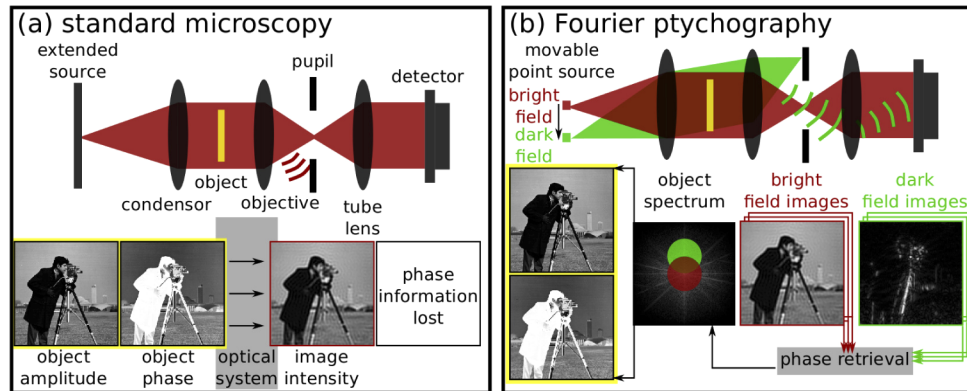 (a) standard microscopy
extended
source
pupil
detector
object
condensor
objective
tube
lens
phase
information
lost
object
amplitude
object
phase
optical
system
image
intensity
(b) Fourier ptychography
movable
point source
bright
field
dark
field
object
spectrum
bright
field images
dark
field images
phase retrieval